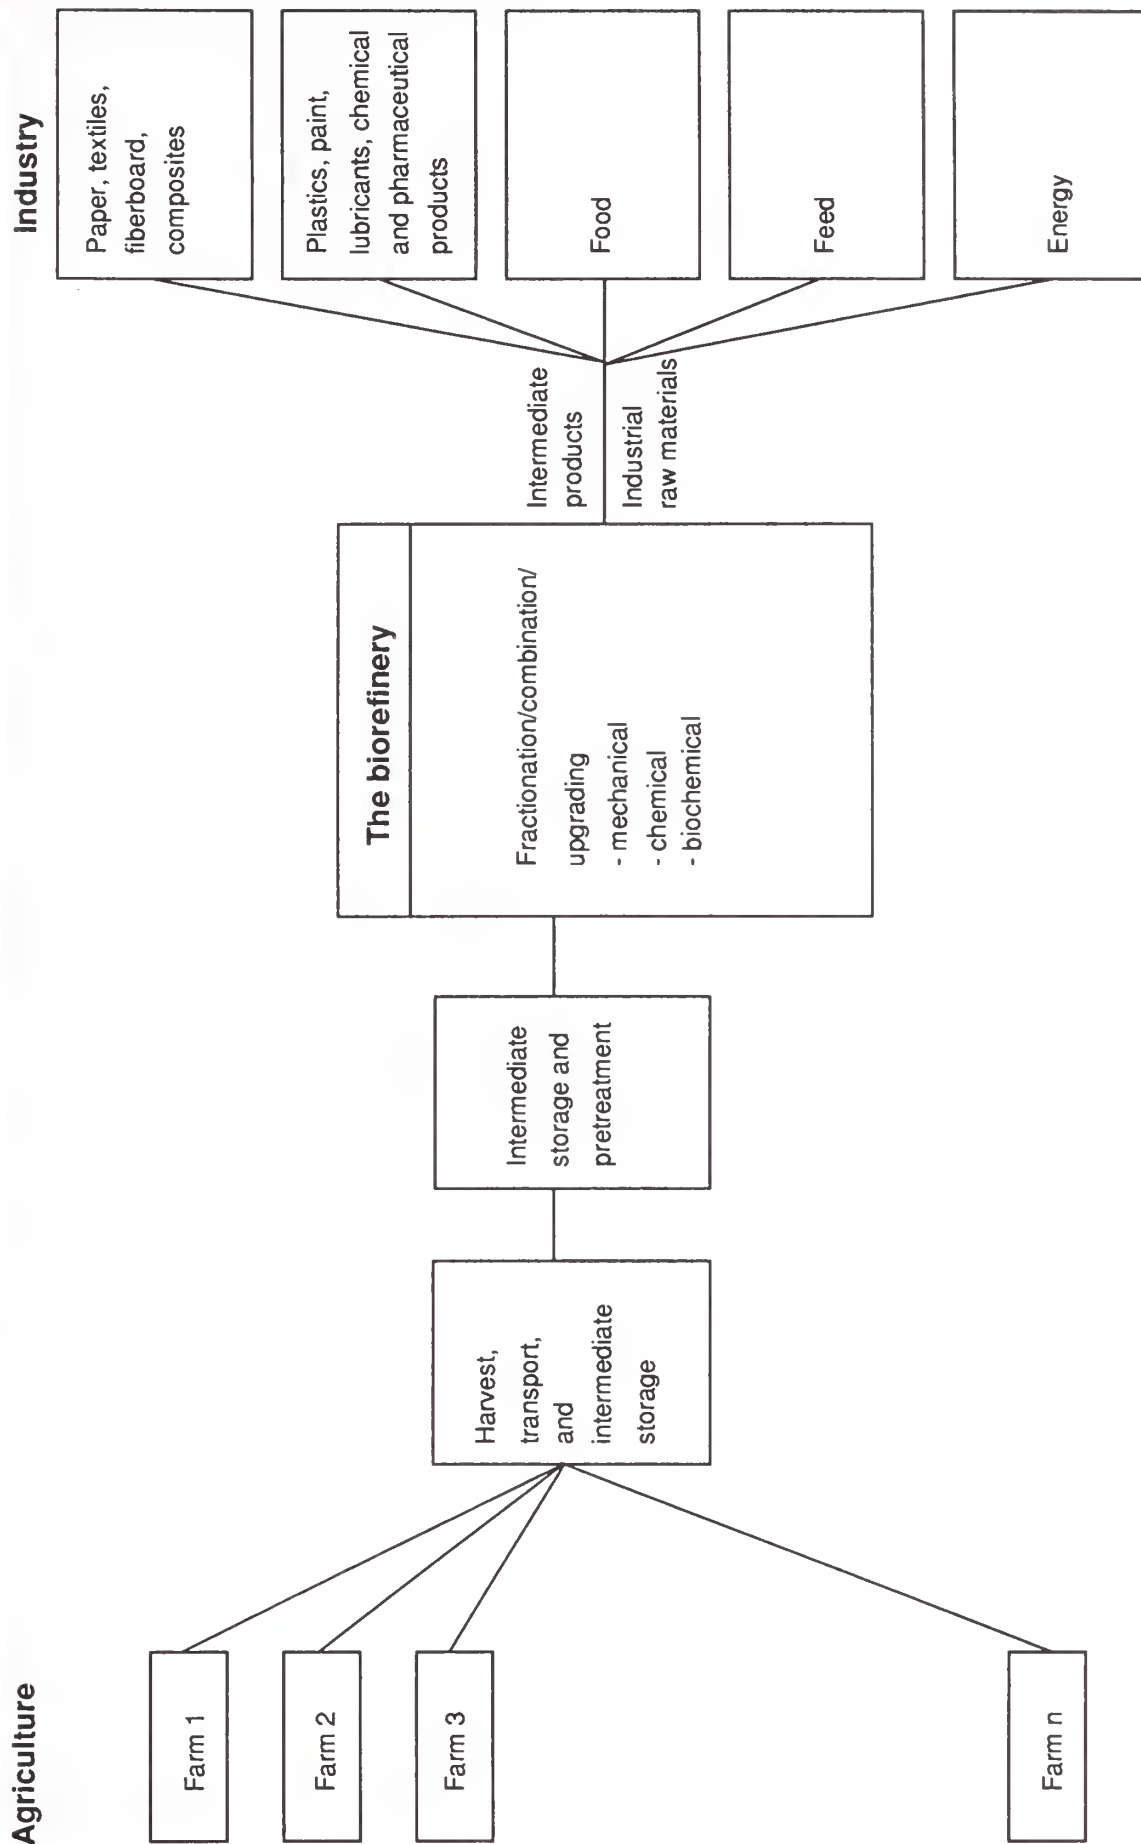 Agriculture
Industry
Farm 1
Farm 2
Farm 3
Farm n
Harvest,
transport,
and
intermediate
storage
Intermediate
storage and
pretreatment
The biorefinery
Fractionation/combination/
upgrading
- mechanical
- chemical
- biochemical
Intermediate
products
Industrial
raw materials
Paper, textiles,
fiberboard,
composites
Plastics, paint,
lubricants, chemical
and pharmaceutical
products
Food
Feed
Energy